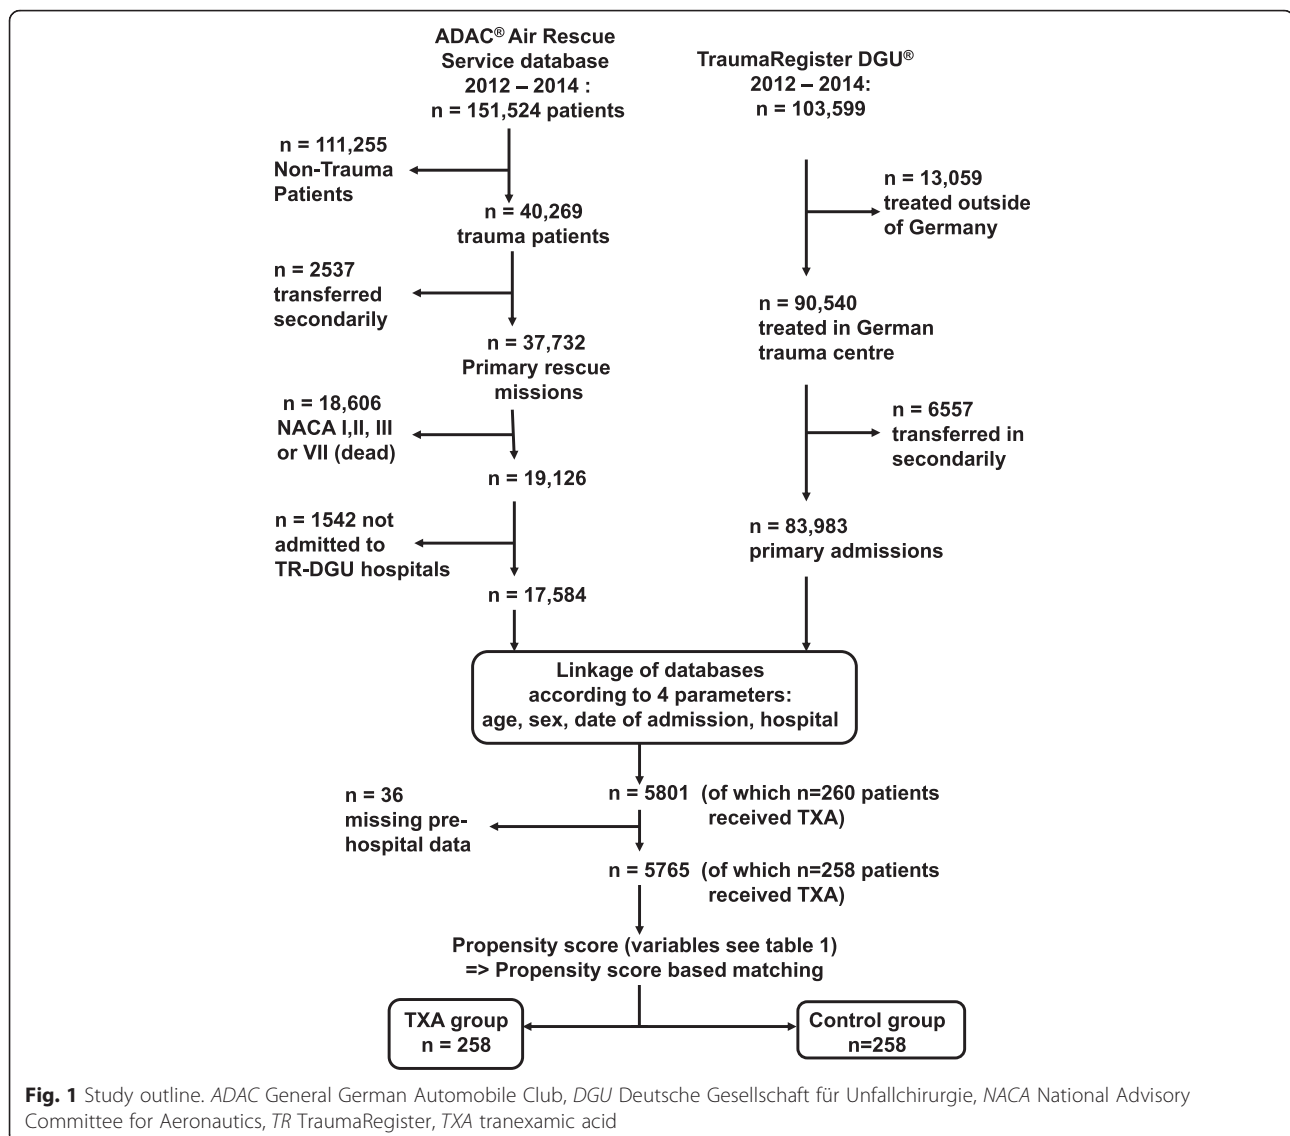 ADAC® Air Rescue
Service database
2012 – 2014 :
n = 151,524 patients
n = 111,255
Non-Trauma
Patients
n = 40,269
trauma patients
n = 2537
transferred
secondarily
n = 37,732
Primary rescue
missions
n = 18,606
NACA I,II, III
or VII (dead)
n = 19,126
n = 1542 not
admitted to
TR-DGU hospitals
n = 17,584
TraumaRegister DGU®
2012 – 2014:
n = 103,599
n = 13,059
treated outside
of Germany
n = 90,540
treated in German
trauma centre
n = 6557
transferred in
secondarily
n = 83,983
primary admissions
Linkage of databases
according to 4 parameters:
age, sex, date of admission, hospital
n = 5801 (of which n=260 patients
received TXA)
n = 36
missing pre-
hospital data
n = 5765 (of which n=258 patients
received TXA)
Propensity score (variables see table 1)
=> Propensity score based matching
TXA group
n = 258
Control group
n=258
Fig. 1 Study outline. ADAC General German Automobile Club, DGU Deutsche Gesellschaft für Unfallchirurgie, NACA National Advisory
Committee for Aeronautics, TR TraumaRegister, TXA tranexamic acid